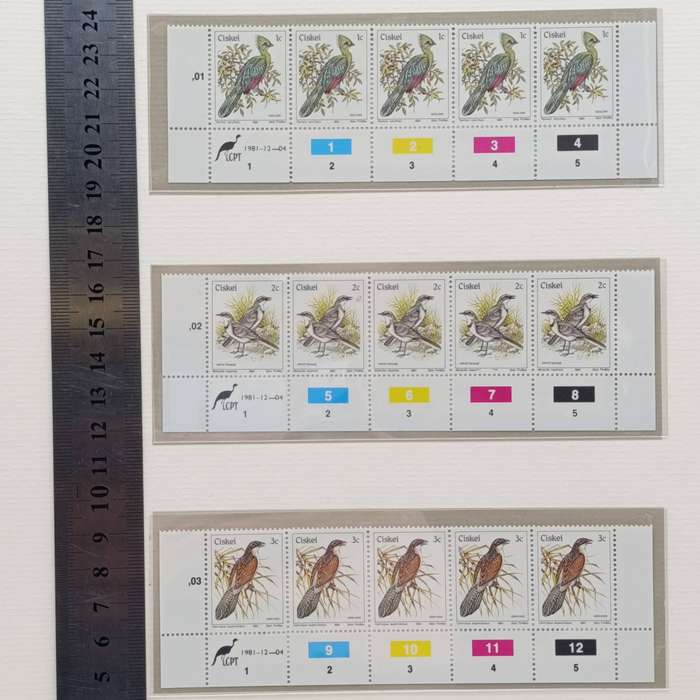 24
23
22
21
20
19
18
17
16
15
14
13
12
11
10
9
8
7
6
5
,01
Ciskei 1c Ciskei 1c Ciskei 1c Ciskei 1c Ciskei 1c
LCPT 1981-12-04 1 2 3 4
1 2 3 4 5
,02
Ciskei 2c Ciskei 2c Ciskei 2c Ciskei 2c Ciskei 2c
LCPT 1981-12-04 5 6 7 8
1 2 3 4 5
,03
Ciskei 3c Ciskei 3c Ciskei 3c Ciskei 3c Ciskei 3c
LCPT 1981-12-04 9 10 11 12
1 2 3 4 5